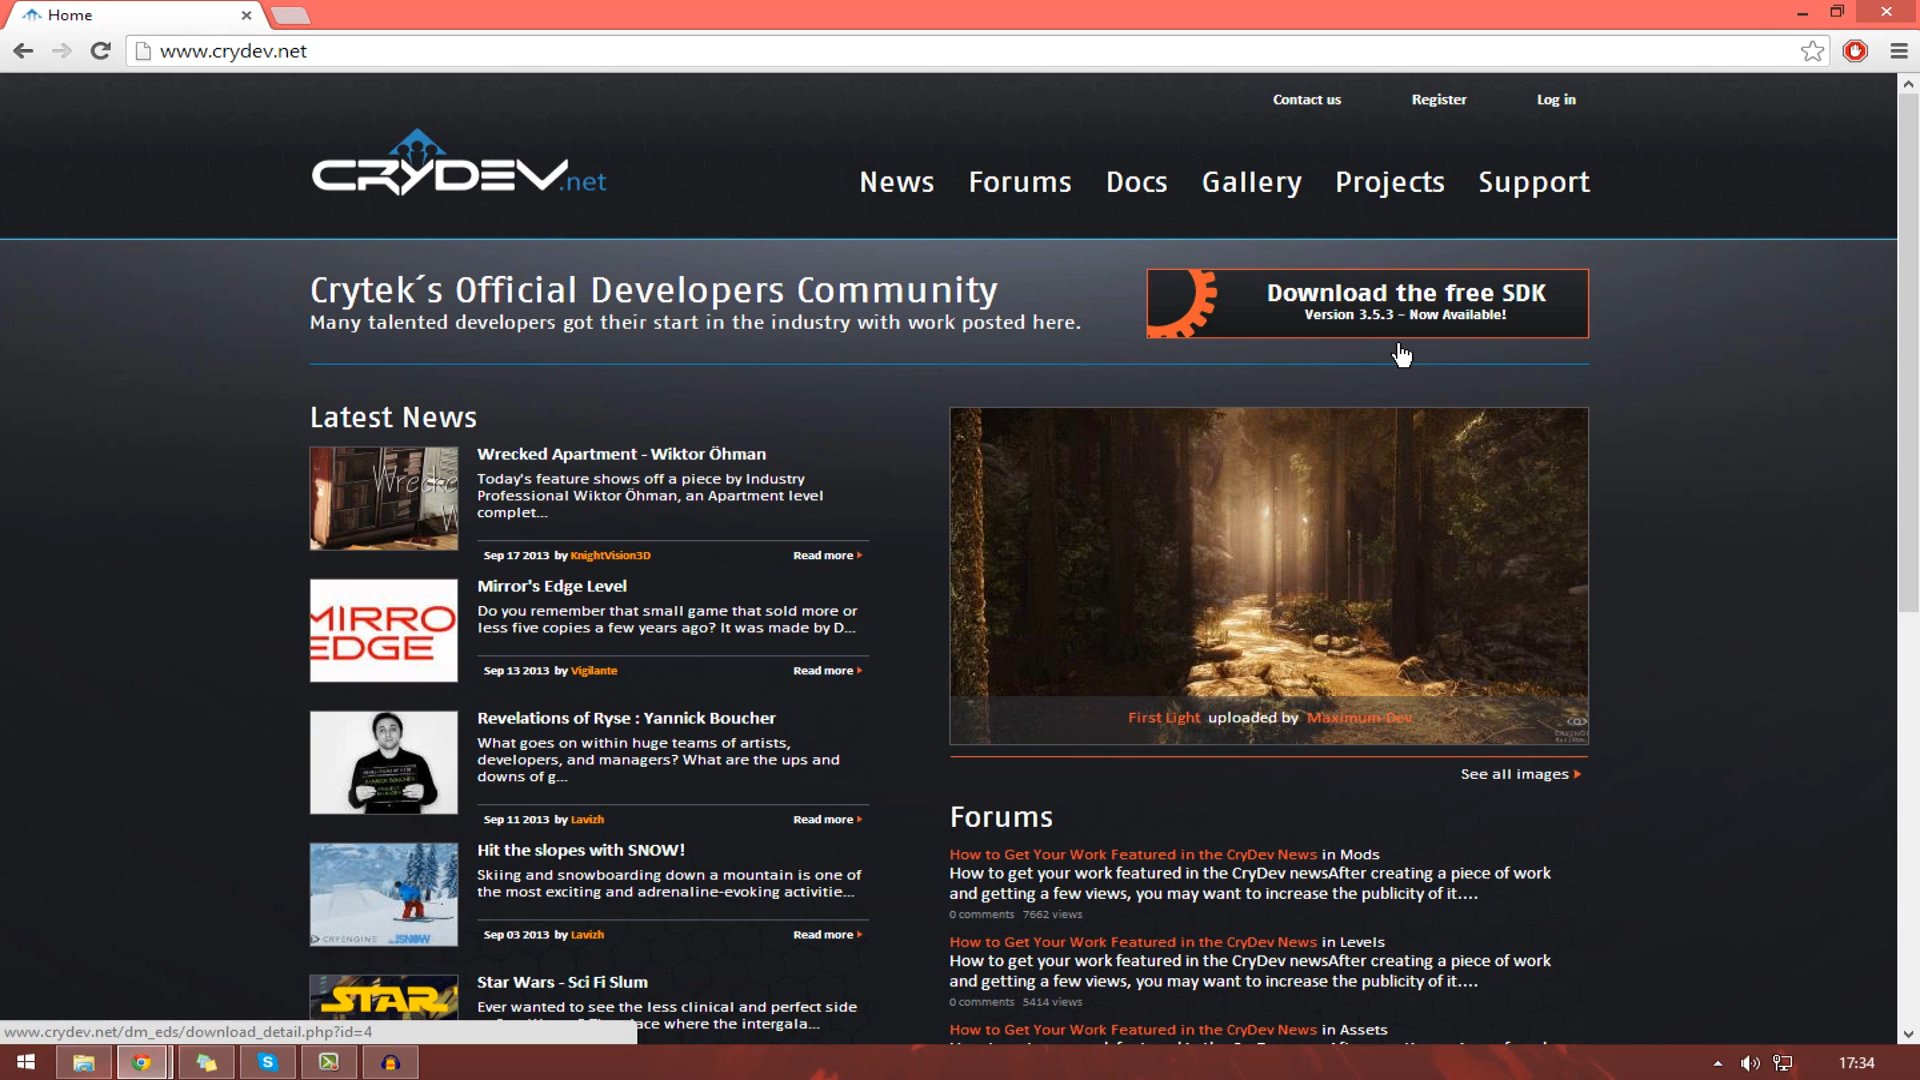 Home
www.crydev.net
Contact us
Register
Log in
CRYDEV.net
News
Forums
Docs
Gallery
Projects
Support
Crytek´s Official Developers Community
Many talented developers got their start in the industry with work posted here.
Download the free SDK
Version 3.5.3 – Now Available!
Latest News
Wrecke
Wrecked Apartment - Wiktor Öhman
Today's feature shows off a piece by Industry
Professional Wiktor Öhman, an Apartment level
complet...
Sep 17 2013 by KnightVision3D
Read more
MIRRO
EDGE
Mirror's Edge Level
Do you remember that small game that sold more or
less five copies a few years ago? It was made by D...
Sep 13 2013 by Vigilante
Read more
Revelations of Ryse : Yannick Boucher
What goes on within huge teams of artists,
developers, and managers? What are the ups and
downs of g...
Sep 11 2013 by Lavizh
Read more
CRYENGINE
SNOW
Hit the slopes with SNOW!
Skiing and snowboarding down a mountain is one of
the most exciting and adrenaline-evoking activitie...
Sep 03 2013 by Lavizh
Read more
STAR
Star Wars - Sci Fi Slum
Ever wanted to see the less clinical and perfect side
lace where the intergala...
First Light uploaded by Maximum-Dev
See all images
Forums
How to Get Your Work Featured in the CryDev News in Mods
How to get your work featured in the CryDev newsAfter creating a piece of work
and getting a few views, you may want to increase the publicity of it....
0 comments 7662 views
How to Get Your Work Featured in the CryDev News in Levels
How to get your work featured in the CryDev newsAfter creating a piece of work
and getting a few views, you may want to increase the publicity of it....
0 comments 5414 views
How to Get Your Work Featured in the CryDev News in Assets
www.crydev.net/dm_eds/download_detail.php?id=4
17:34